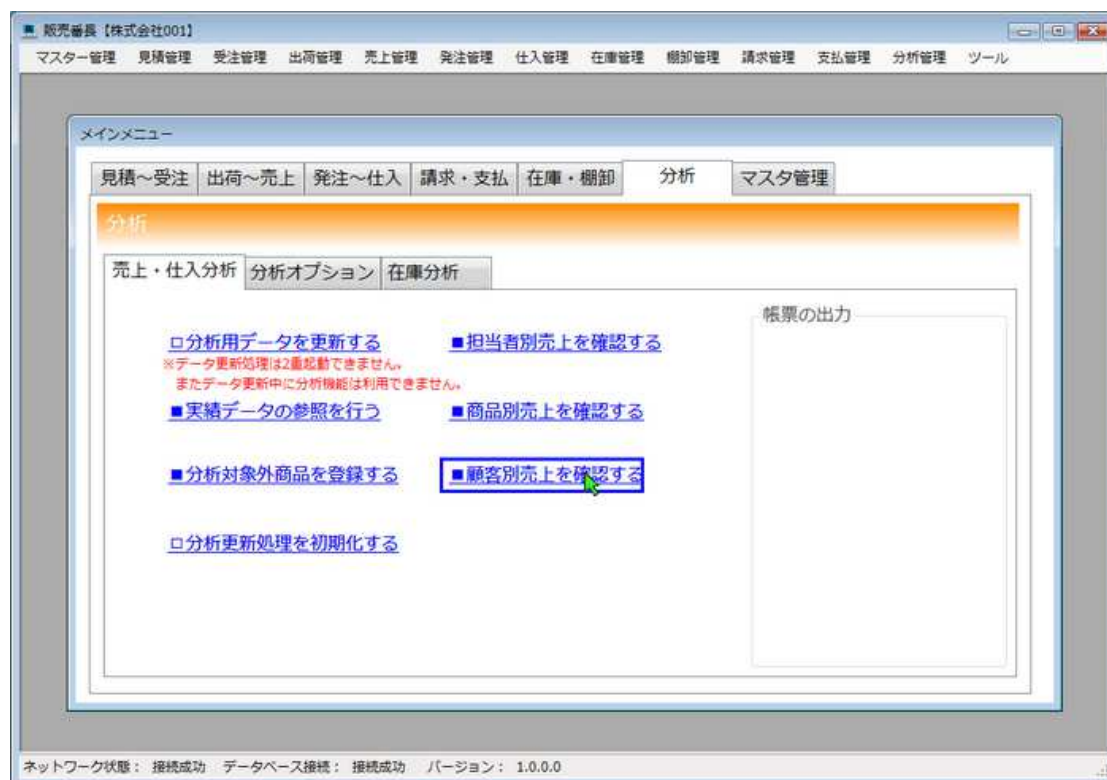 販売番長【株式会社001】
マスター管理 見積管理 受注管理 出荷管理 売上管理 発注管理 仕入管理 在庫管理 棚卸管理 請求管理 支払管理 分析管理 ツール
メインメニュー
見積～受注 出荷～売上 発注～仕入 請求・支払 在庫・棚卸 分析 マスタ管理
分析
売上・仕入分析 分析オプション 在庫分析
帳票の出力
□分析用データを更新する ■担当者別売上を確認する
※データ更新処理は2重起動できません。
またデータ更新中に分析機能は利用できません。
■実績データの参照を行う ■商品別売上を確認する
■分析対象外商品を登録する ■顧客別売上を確認する
□分析更新処理を初期化する
ネットワーク状態： 接続成功 データベース接続： 接続成功 バージョン： 1.0.0.0